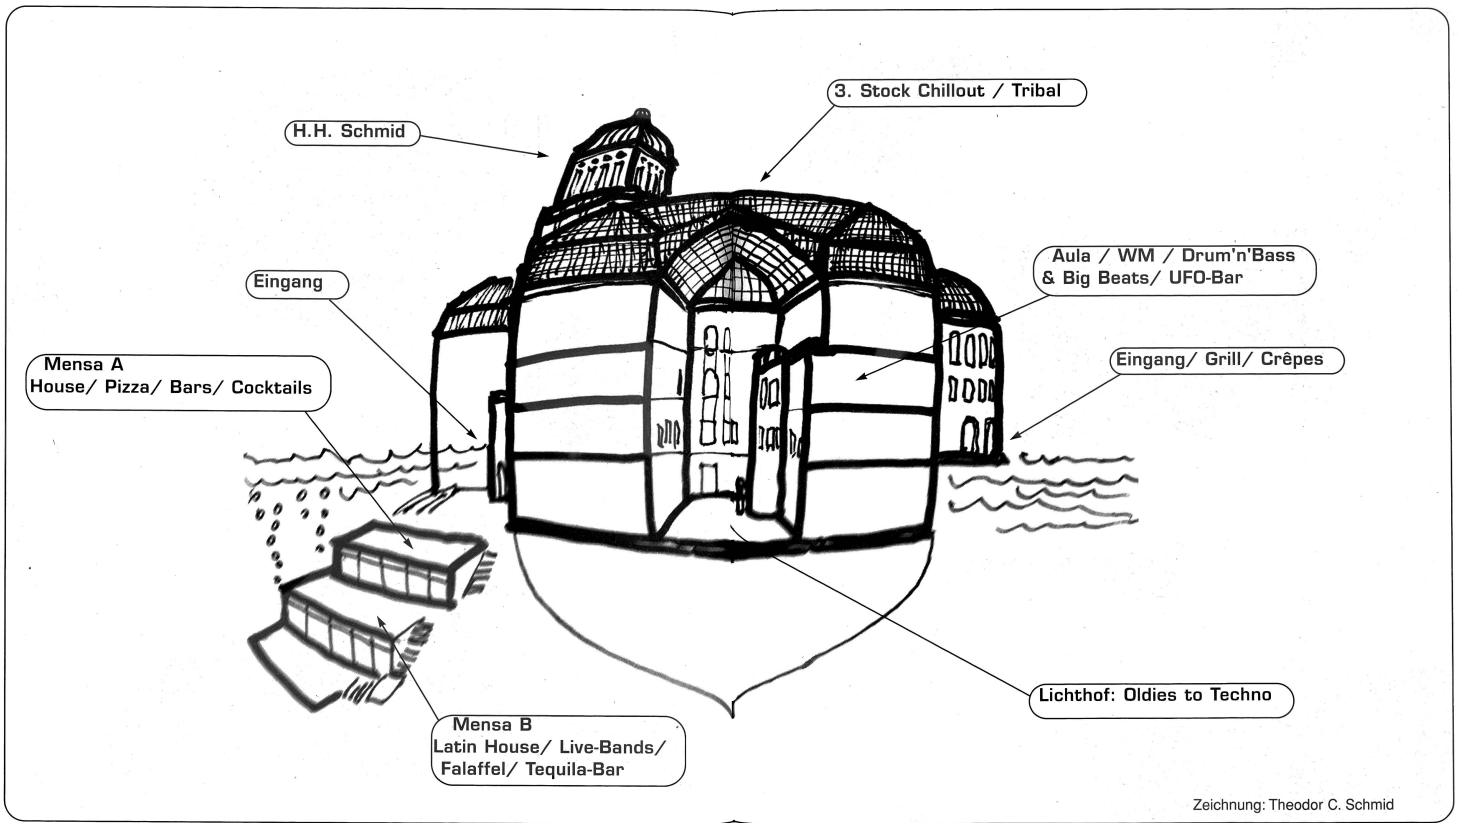 3. Stock Chillout / Tribal
H.H. Schmid
Aula / WM / Drum'n'Bass
& Big Beats/ UFO-Bar
Eingang
Eingang/ Grill/ Crêpes
Mensa A
House/ Pizza/ Bars/ Cocktails
Lichthof: Oldies to Techno
Mensa B
Latin House/ Live-Bands/
Falaffel/ Tequila-Bar
Zeichnung: Theodor C. Schmid